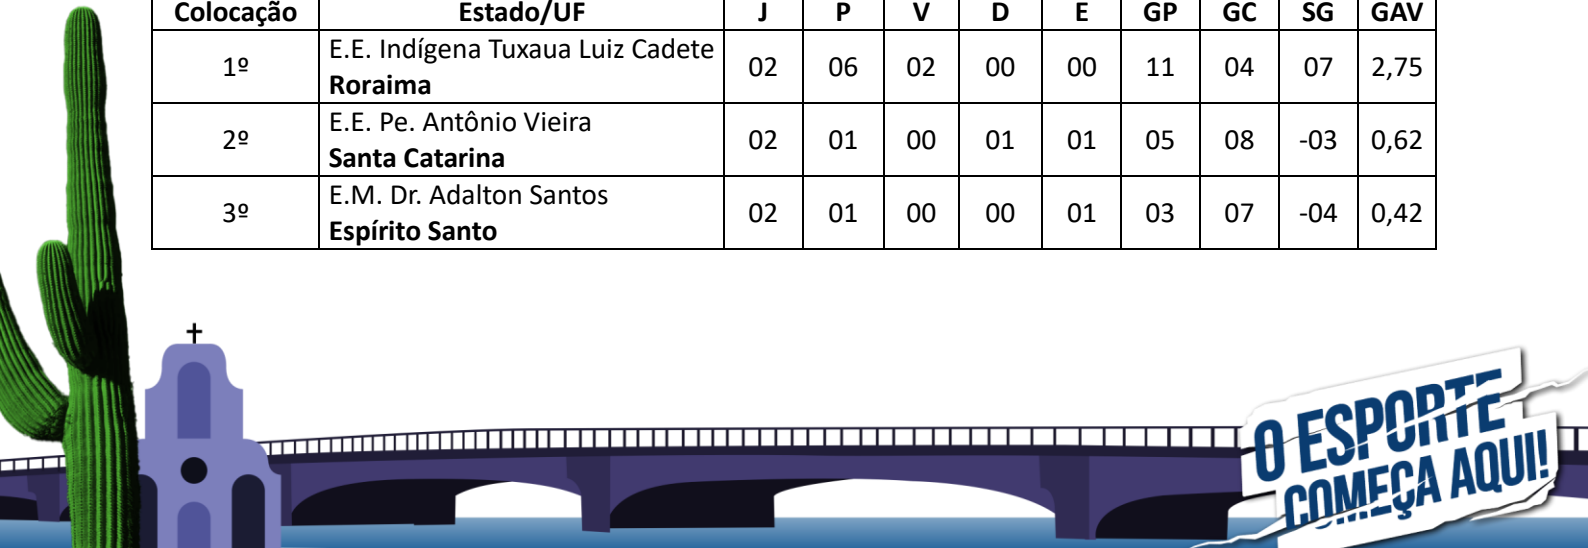 Colocação Estado/UF J P V D E GP GC SG GAV
1º E.E. Indígena Tuxaua Luiz Cadete 02 06 02 00 00 11 04 07 2,75
Roraima
2º E.E. Pe. Antônio Vieira 02 01 00 01 01 05 08 -03 0,62
Santa Catarina
3º E.M. Dr. Adalton Santos 02 01 00 00 01 03 07 -04 0,42
Espírito Santo
O ESPORTE
COMEÇA AQUI!